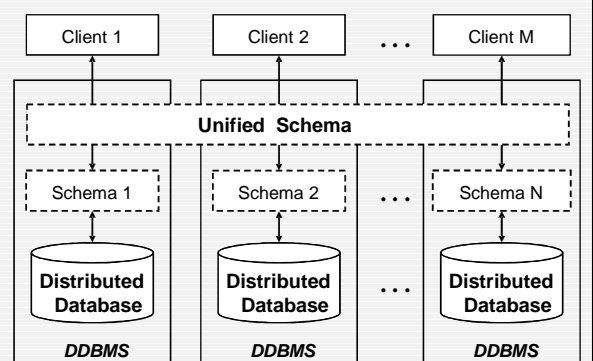 Client 1 Client 2 ... Client M
Unified Schema
Schema 1 Schema 2 ... Schema N
Distributed Distributed ... Distributed
Database Database Database
DDBMS DDBMS DDBMS